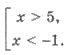 x > 5,
x < -1.